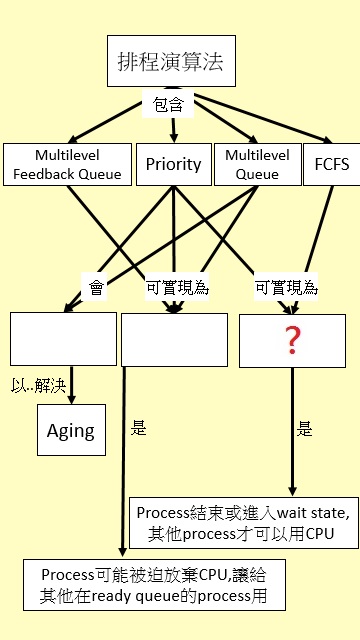 排程演算法
包含
Multilevel
Feedback Queue
Priority
Multilevel
Queue
FCFS
會
可實現為
可實現為
?
以..解決
Aging
是
是
Process結束或進入wait state,
其他process才可以用CPU
Process可能被迫放棄CPU,讓給
其他在ready queue的process用